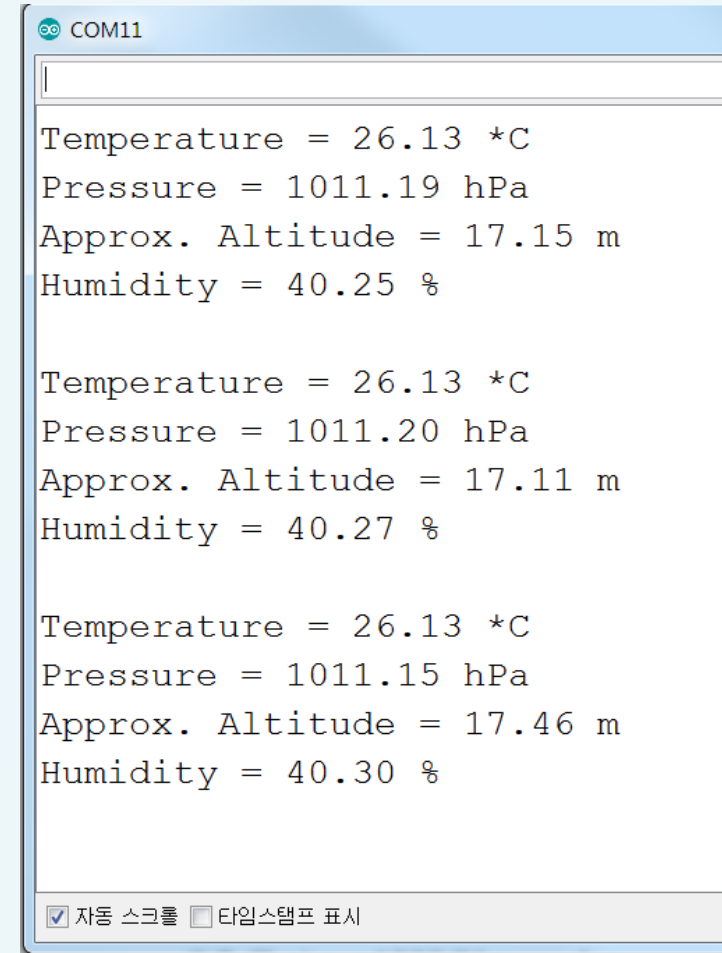 COM11
Temperature = 26.13 *C
Pressure = 1011.19 hPa
Approx. Altitude = 17.15 m
Humidity = 40.25 %
Temperature = 26.13 *C
Pressure = 1011.20 hPa
Approx. Altitude = 17.11 m
Humidity = 40.27 %
Temperature = 26.13 *C
Pressure = 1011.15 hPa
Approx. Altitude = 17.46 m
Humidity = 40.30 %
자동 스크롤 타임스탬프 표시